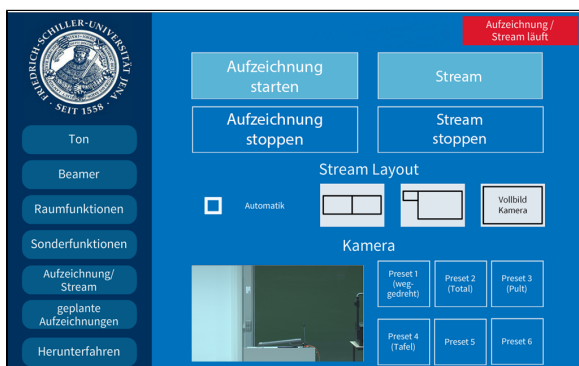 FRIEDRICH-SCHILLER-UNIVERSITÄT JENA
SEIT 1558
Aufzeichnung /
Stream läuft
Aufzeichnung
starten
Stream
Aufzeichnung
stoppen
Stream
stoppen
Ton
Beamer
Raumfunktionen
Sonderfunktionen
Aufzeichnung/
Stream
geplante
Aufzeichnungen
Herunterfahren
Stream Layout
Automatik
Vollbild
Kamera
Kamera
Preset 1
(weg-
gedreht)
Preset 2
(Total)
Preset 3
(Pult)
Preset 4
(Tafel)
Preset 5
Preset 6